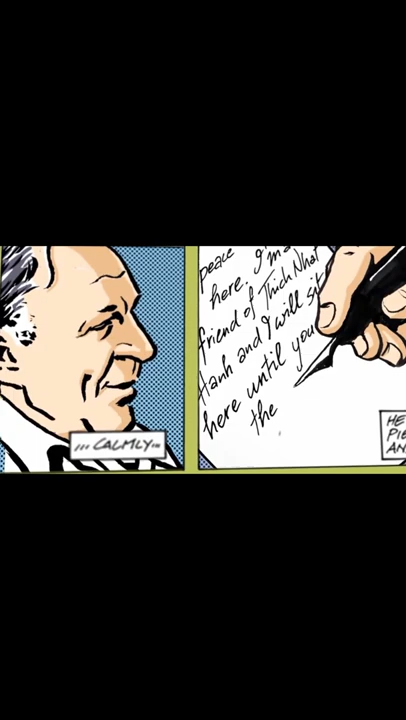 ... CALMLY...
peace
here. I'm a
friend of Thich Nhat
Hanh and I will sit
here until you
the
HE
PIE
AN